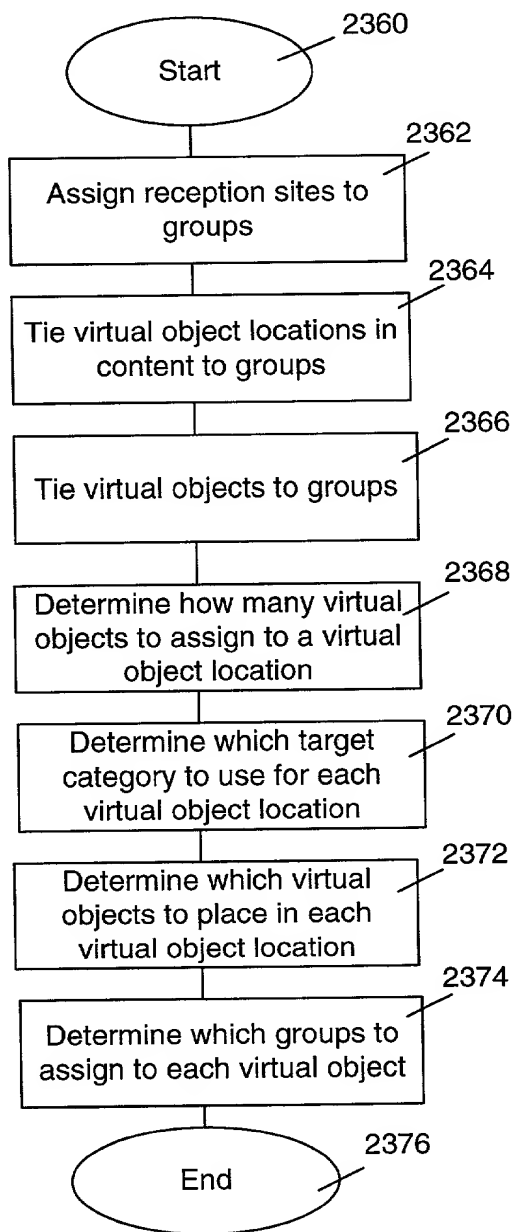 2360
Start
2362
Assign reception sites to
groups
2364
Tie virtual object locations in
content to groups
2366
Tie virtual objects to groups
2368
Determine how many virtual
objects to assign to a virtual
object location
2370
Determine which target
category to use for each
virtual object location
2372
Determine which virtual
objects to place in each
virtual object location
2374
Determine which groups to
assign to each virtual object
2376
End